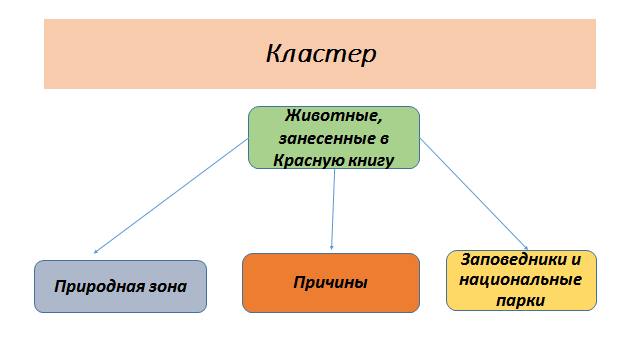 Кластер
Животные,
занесенные в
Красную книгу
Природная зона
Причины
Заповедники и
национальные
парки